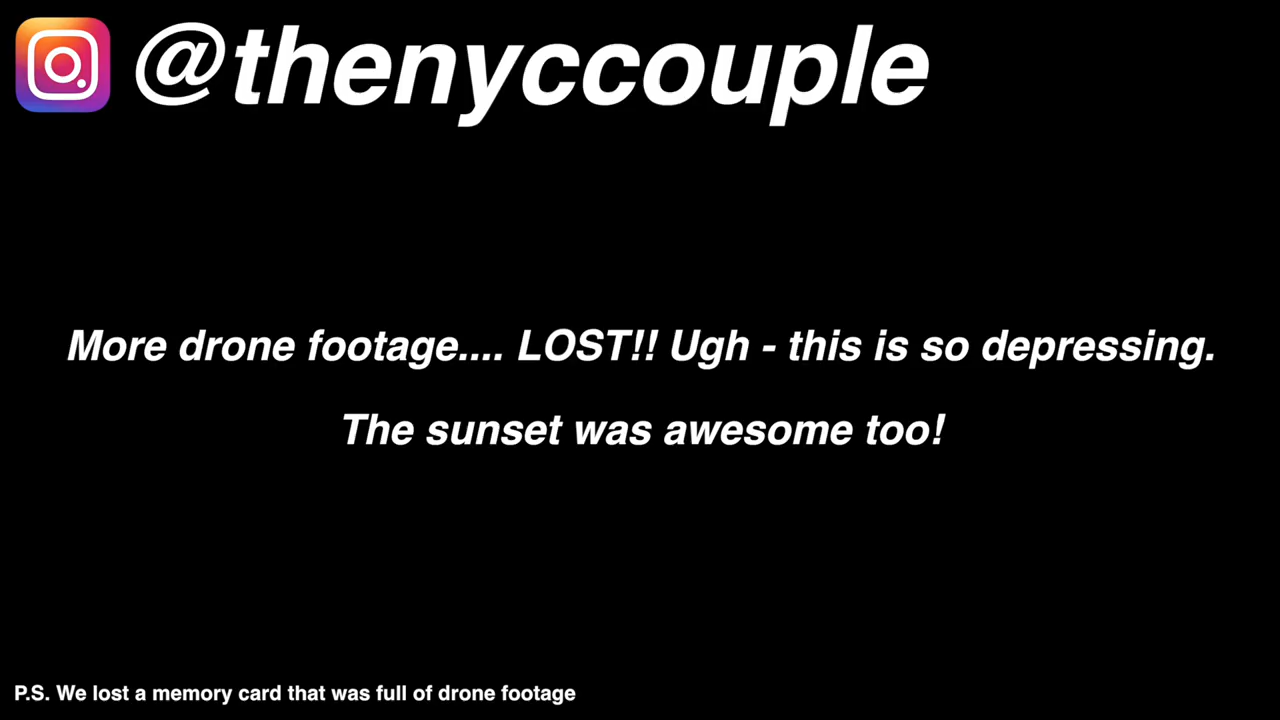 @thenyccouple
More drone footage.... LOST!! Ugh - this is so depressing.
The sunset was awesome too!
P.S. We lost a memory card that was full of drone footage